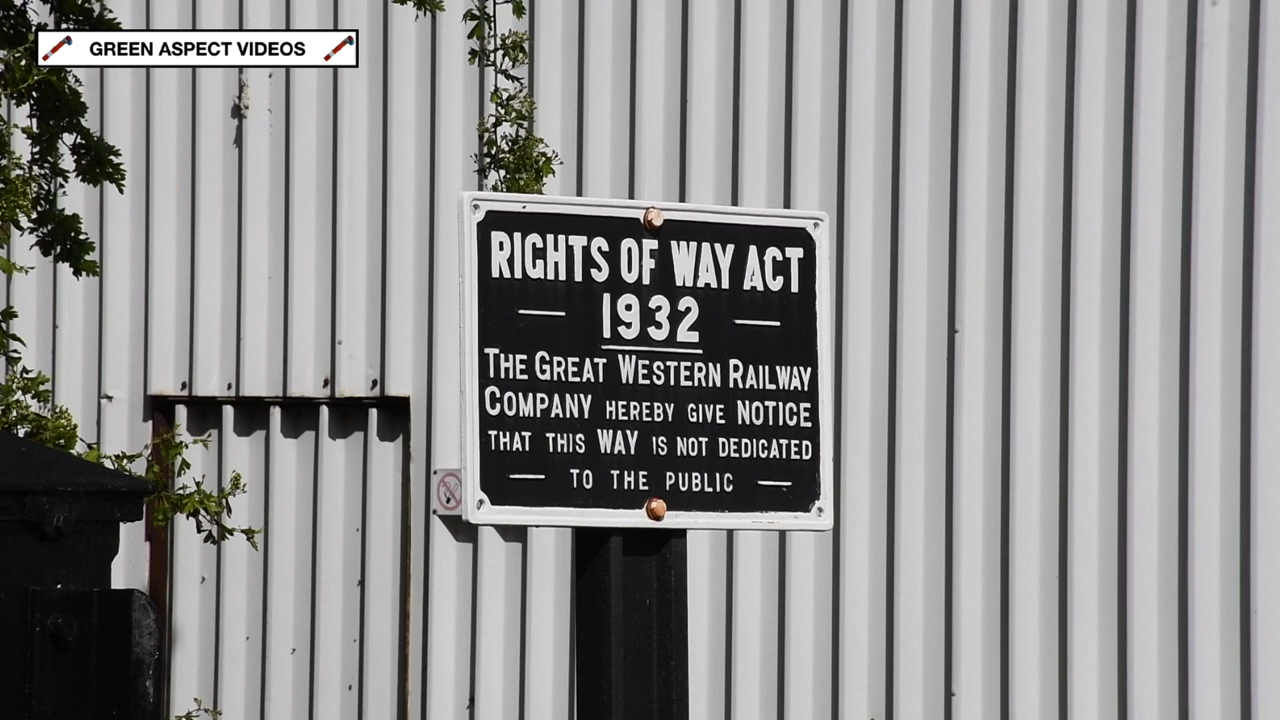 GREEN ASPECT VIDEOS
RIGHTS OF WAY ACT
1932
THE GREAT WESTERN RAILWAY
COMPANY HEREBY GIVE NOTICE
THAT THIS WAY IS NOT DEDICATED
TO THE PUBLIC